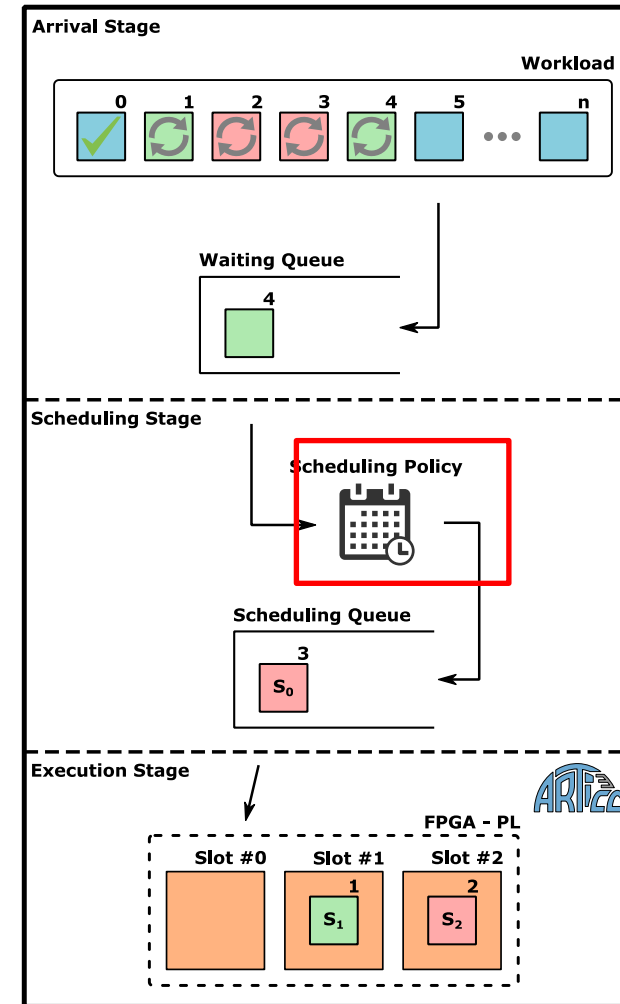 Arrival Stage
Workload
0 1 2 3 4 5 n
Waiting Queue
4
Scheduling Stage
Scheduling Policy
Scheduling Queue
3
S₀
Execution Stage
ARTICo3
FPGA - PL
Slot #0 Slot #1 Slot #2
1 2
S₁ S₂